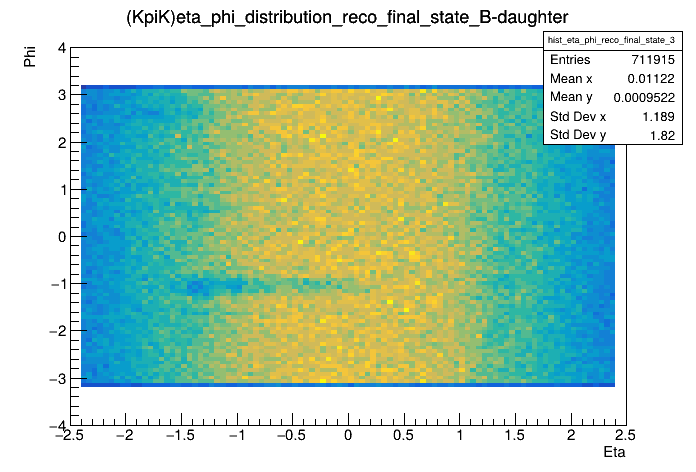 (KpiK)eta_phi_distribution_reco_final_state_B-daughter
hist_eta_phi_reco_final_state_3
Entries 711915
Mean x 0.01122
Mean y 0.0009522
Std Dev x 1.189
Std Dev y 1.82
Phi
4
3
2
1
0
−1
−2
−3
−4
−2.5 −2 −1.5 −1 −0.5 0 0.5 1 1.5 2 2.5
Eta